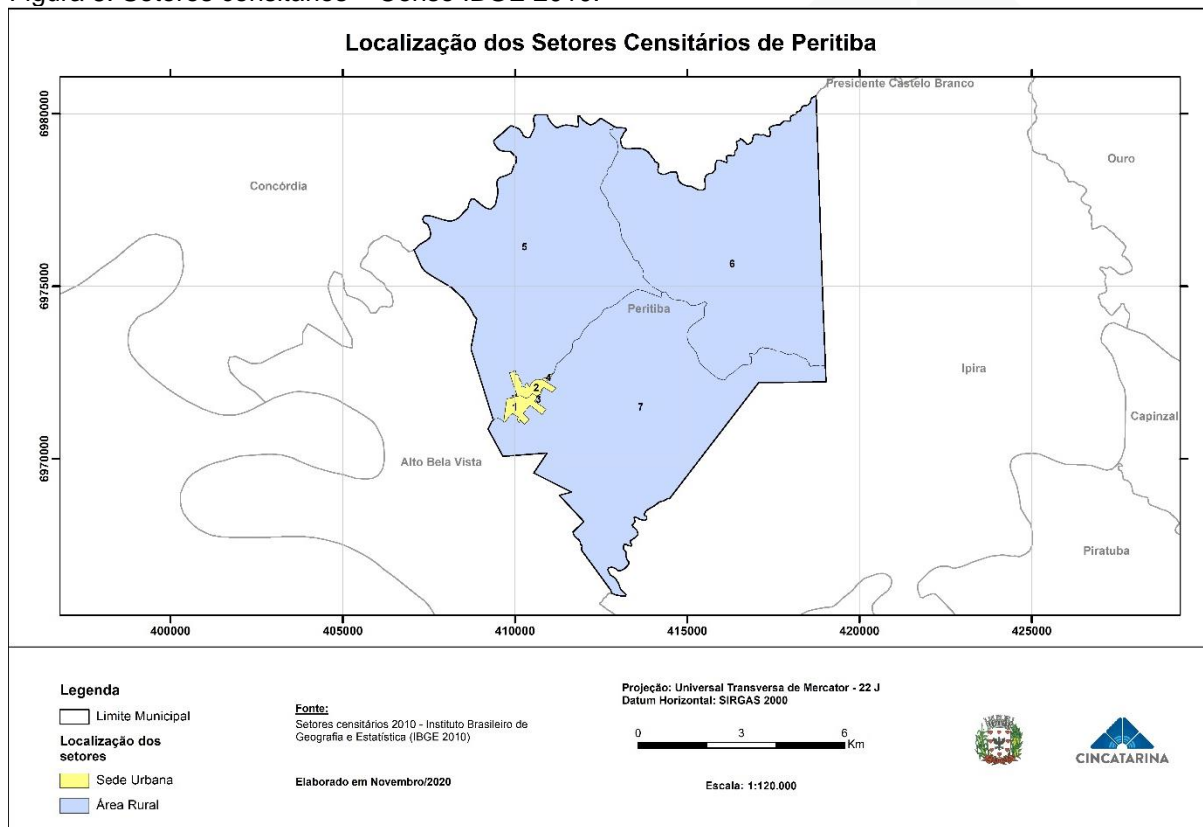 Figura 3: Setores censitários – Censo IBGE 2010.
Localização dos Setores Censitários de Peritiba
Presidente Castelo Branco
6980000
Ouro
Concórdia
5
6
6975000
Peritiba
Ipira
4
2
3
1
7
Capinzal
Alto Bela Vista
6970000
Piratuba
400000 405000 410000 415000 420000 425000
Legenda
Limite Municipal
Localização dos
setores
Sede Urbana
Área Rural
Fonte:
Setores censitários 2010 - Instituto Brasileiro de
Geografia e Estatística (IBGE 2010)
Elaborado em Novembro/2020
Projeção: Universal Transversa de Mercator - 22 J
Datum Horizontal: SIRGAS 2000
0 3 6
Km
Escala: 1:120.000
CINCATARINA